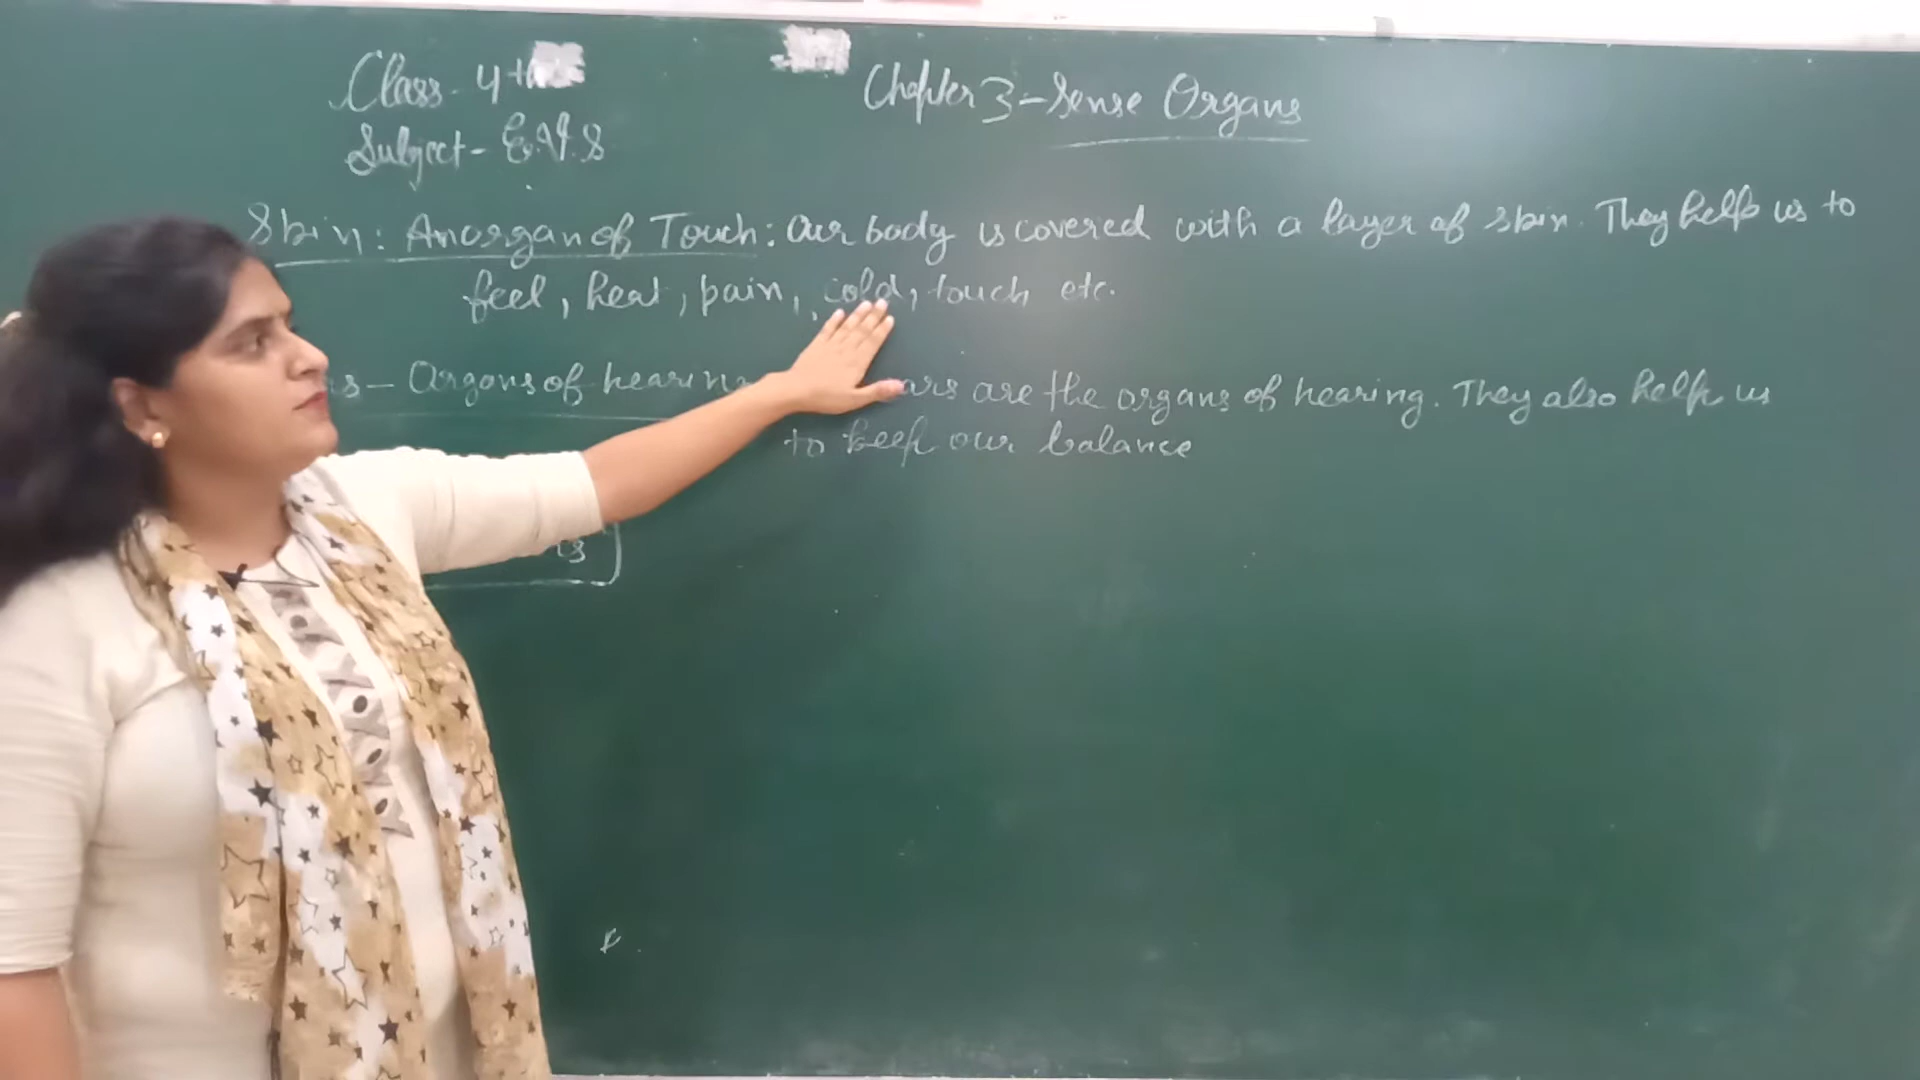 Class - 4th
Subject - E.V.S
Chapter 3 - Sense Organs
Skin: An organ of Touch: Our body is covered with a layer of skin. They help us to
feel, heat, pain, cold, touch etc.
- Organs of hearing are the organs of hearing. They also help us
to keep our balance